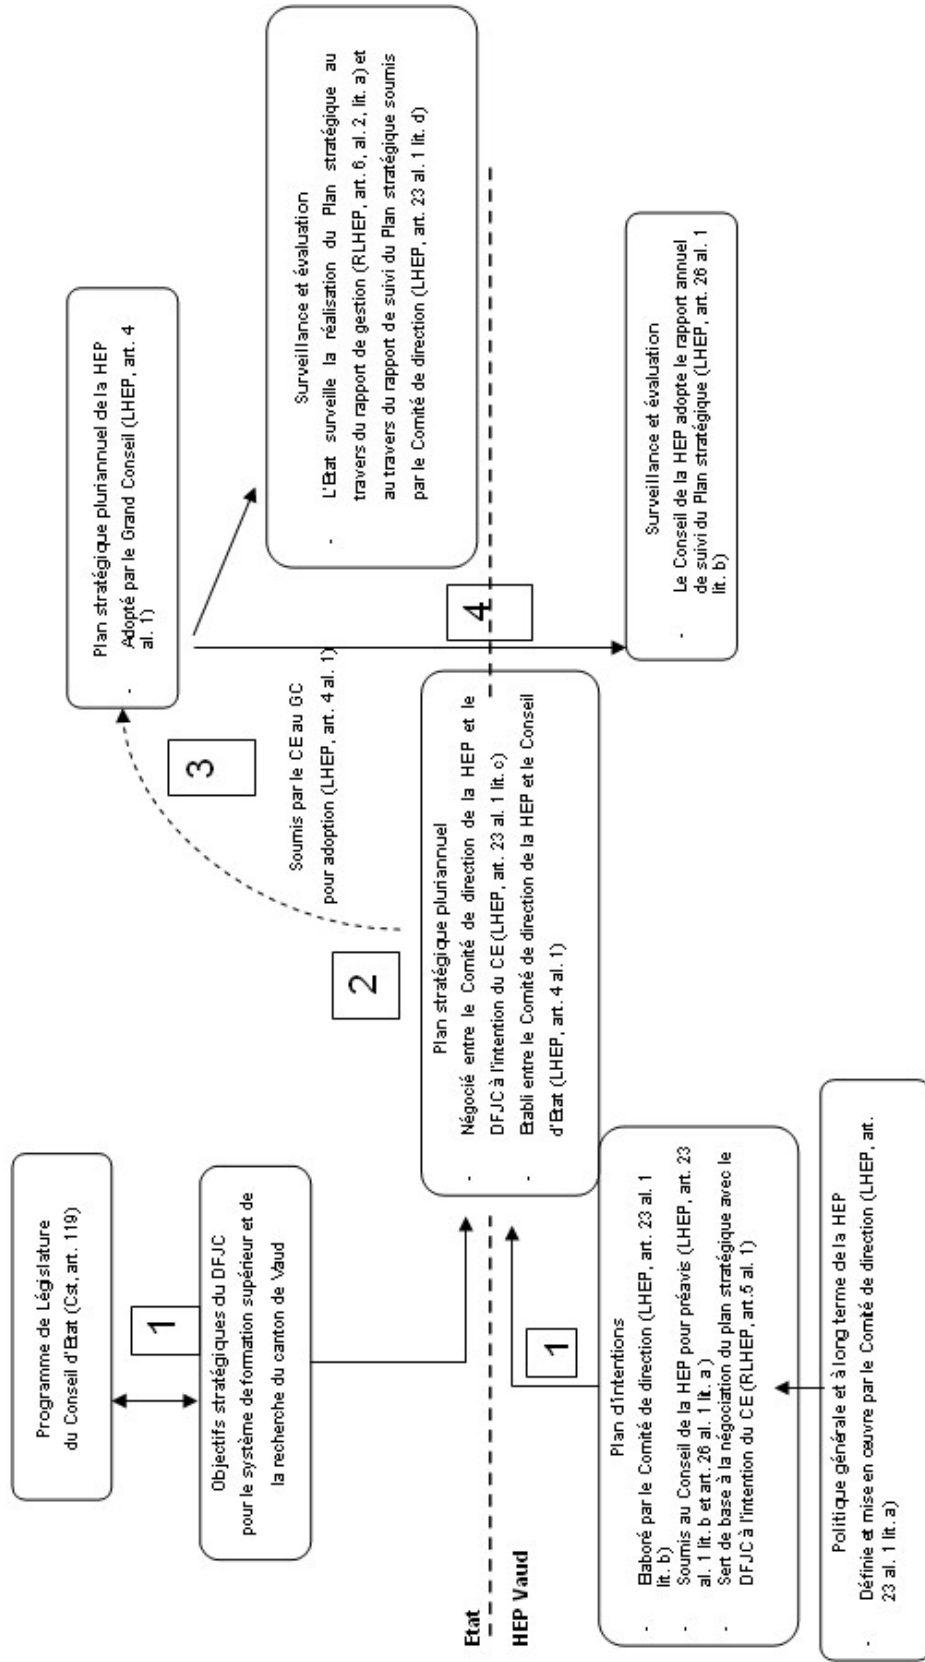 Programme de Législature
du Conseil d'Etat (Cst, art. 119)
1
Objectifs stratégiques du DFJC
pour le système de formation supérieur et de
la recherche du canton de Vaud
Etat
HEP Vaud
1
Plan d'intentions
- Elaboré par le Comité de direction (LHEP, art. 23 al. 1
lit. b)
- Soumis au Conseil de la HEP pour préavis (LHEP, art. 23
al. 1 lit. b et art. 26 al. 1 lit. a )
- Sert de base à la négociation du plan stratégique avec le
DFJC à l'intention du CE (RLHEP, art.5 al. 1)
Politique générale et à long terme de la HEP
- Définie et mise en œuvre par le Comité de direction (LHEP, art.
23 al. 1 lit. a)
2
Plan stratégique pluriannuel
- Négocié entre le Comité de direction de la HEP et le
DFJC à l'intention du CE (LHEP, art. 23 al. 1 lit. c)
- Etabli entre le Comité de direction de la HEP et le Conseil
d'Etat (LHEP, art. 4 al. 1)
3
Soumis par le CE au GC
pour adoption (LHEP, art. 4 al. 1)
Plan stratégique pluriannuel de la HEP
- Adopté par le Grand Conseil (LHEP, art. 4
al. 1)
4
Surveillance et évaluation
- L'Etat surveille la réalisation du Plan stratégique au
travers du rapport de gestion (RLHEP, art. 6, al. 2, lit. a) et
au travers du rapport de suivi du Plan stratégique soumis
par le Comité de direction (LHEP, art. 23 al. 1 lit. d)
Surveillance et évaluation
- Le Conseil de la HEP adopte le rapport annuel
de suivi du Plan stratégique (LHEP, art. 26 al. 1
lit. b)